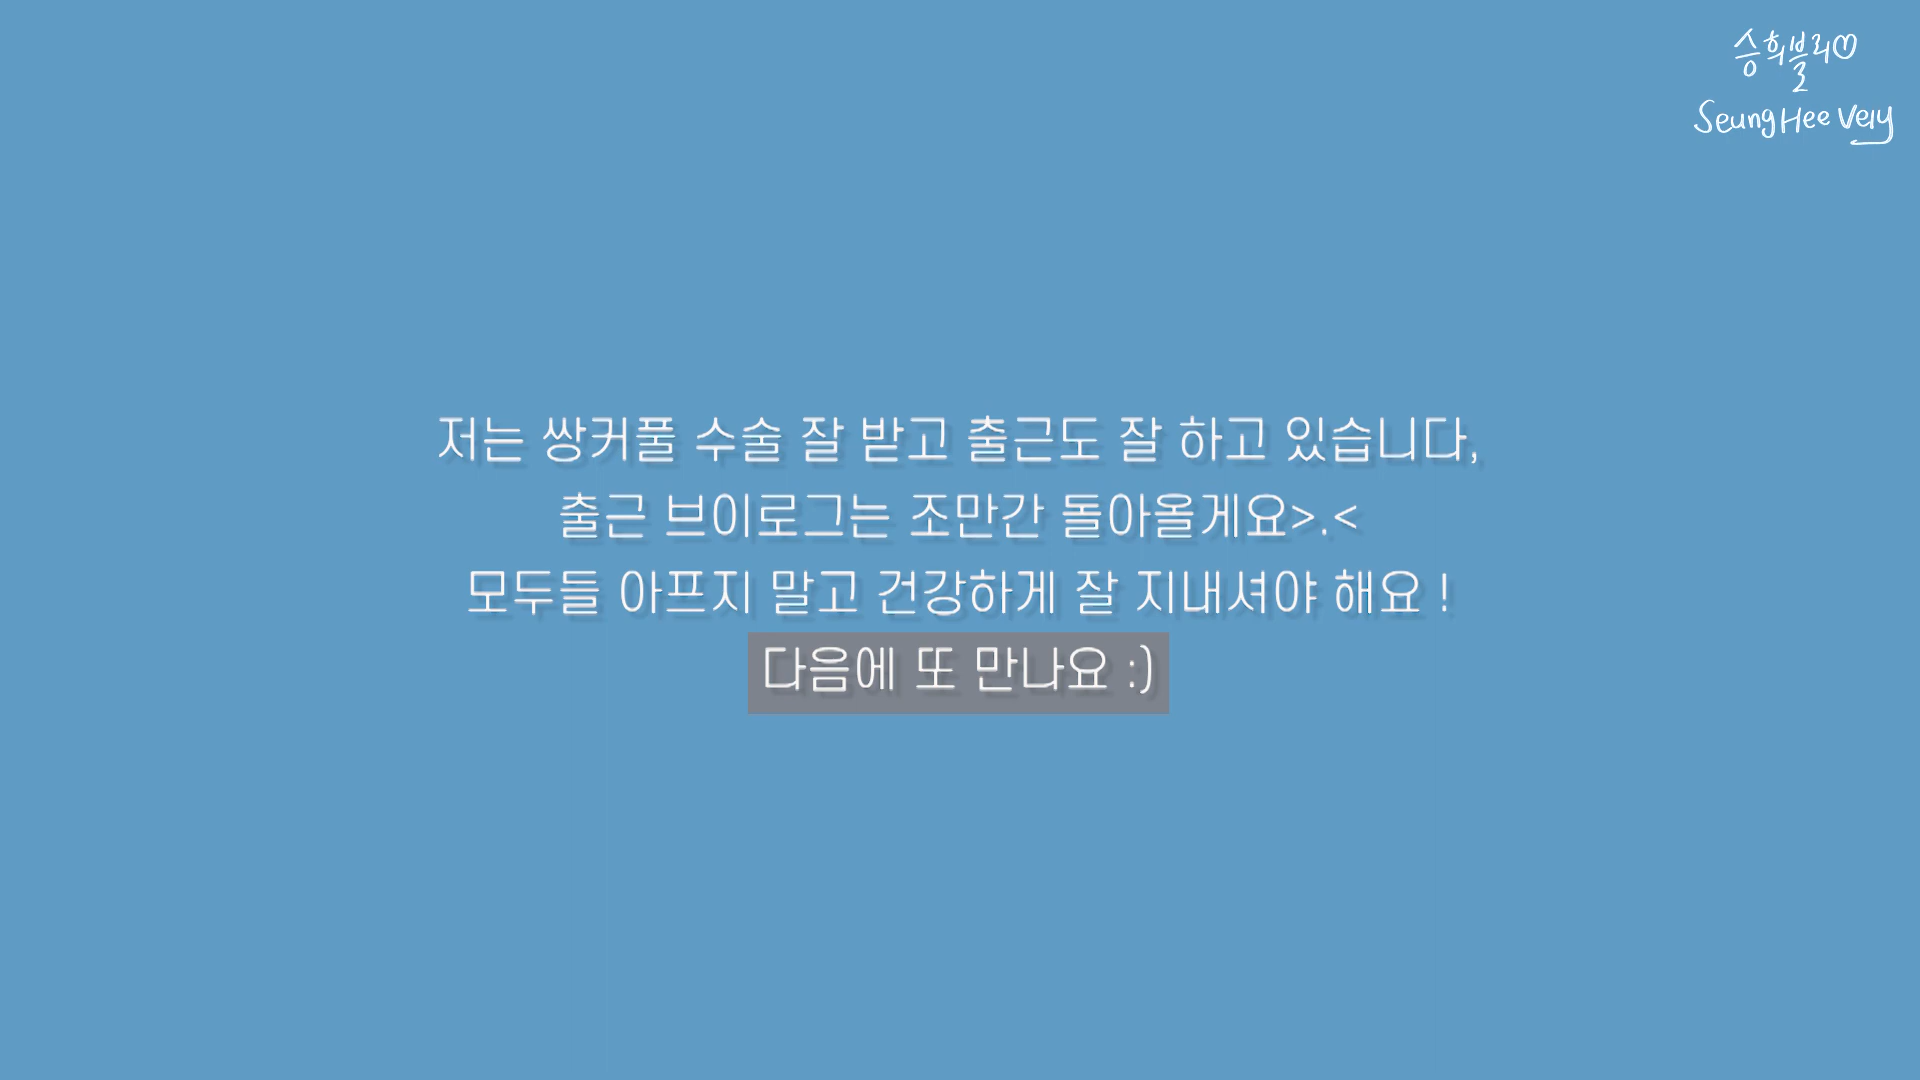 승희블리♡
SeungHee Vely
저는 쌍커풀 수술 잘 받고 출근도 잘 하고 있습니다,
출근 브이로그는 조만간 돌아올게요>.<
모두들 아프지 말고 건강하게 잘 지내셔야 해요 !
다음에 또 만나요 :)